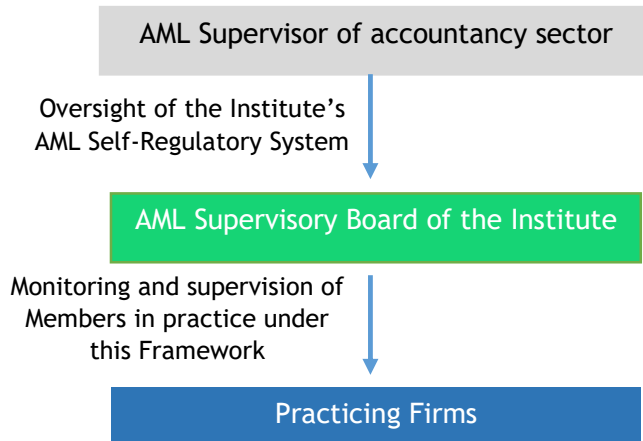 AML Supervisor of accountancy sector
Oversight of the Institute’s
AML Self-Regulatory System
AML Supervisory Board of the Institute
Monitoring and supervision of
Members in practice under
this Framework
Practicing Firms